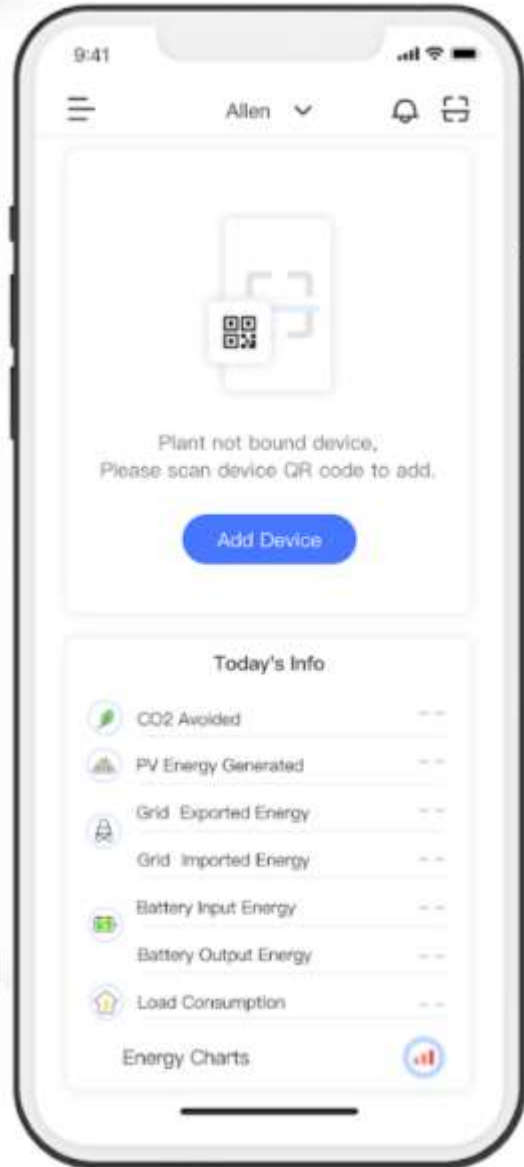 9:41
Allen
Plant not bound device,
Please scan device QR code to add.
Add Device
Today's Info
CO2 Avoided - -
PV Energy Generated - -
Grid Exported Energy - -
Grid Imported Energy - -
Battery Input Energy - -
Battery Output Energy - -
Load Consumption - -
Energy Charts